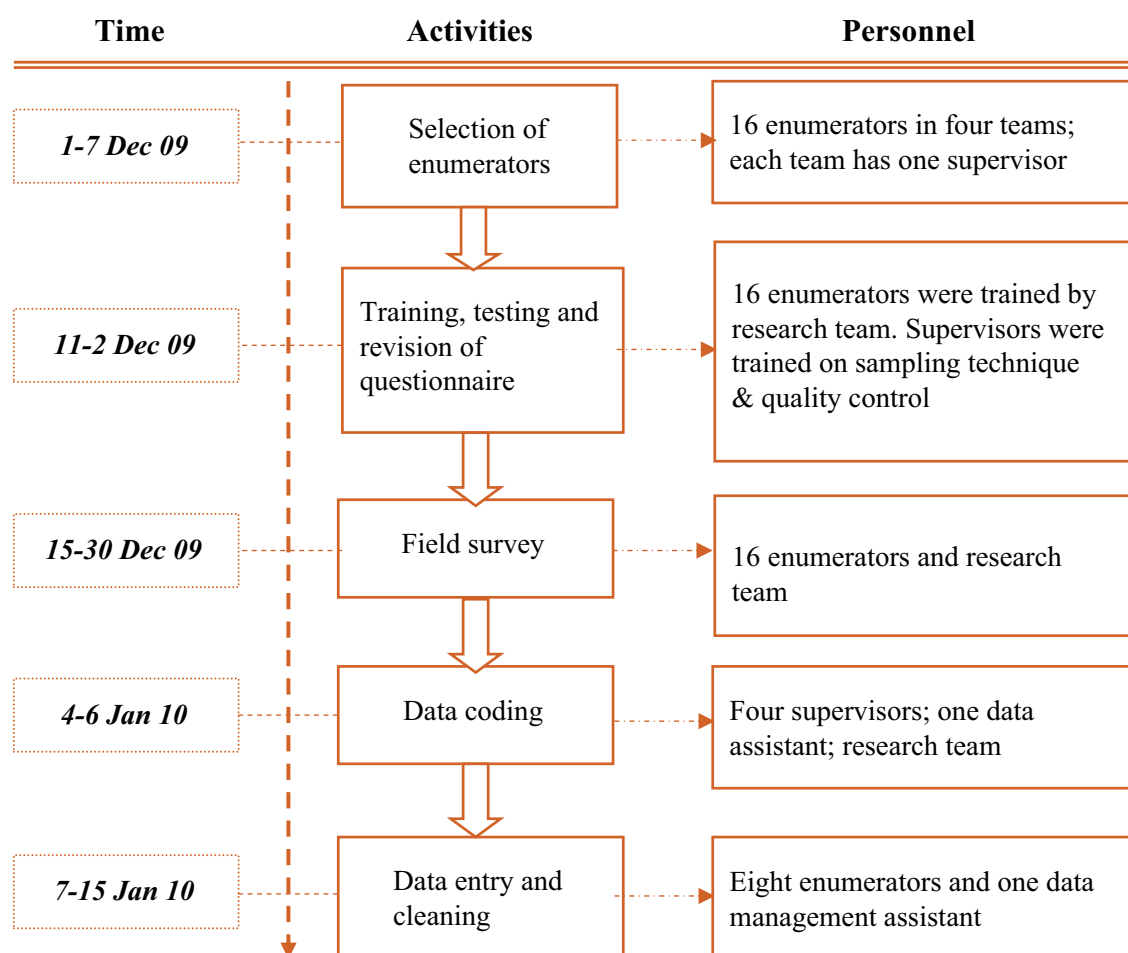 Time Activities Personnel
1-7 Dec 09
Selection of
enumerators
16 enumerators in four teams;
each team has one supervisor
11-2 Dec 09
Training, testing and
revision of
questionnaire
16 enumerators were trained by
research team. Supervisors were
trained on sampling technique
& quality control
15-30 Dec 09
Field survey
16 enumerators and research
team
4-6 Jan 10
Data coding
Four supervisors; one data
assistant; research team
7-15 Jan 10
Data entry and
cleaning
Eight enumerators and one data
management assistant